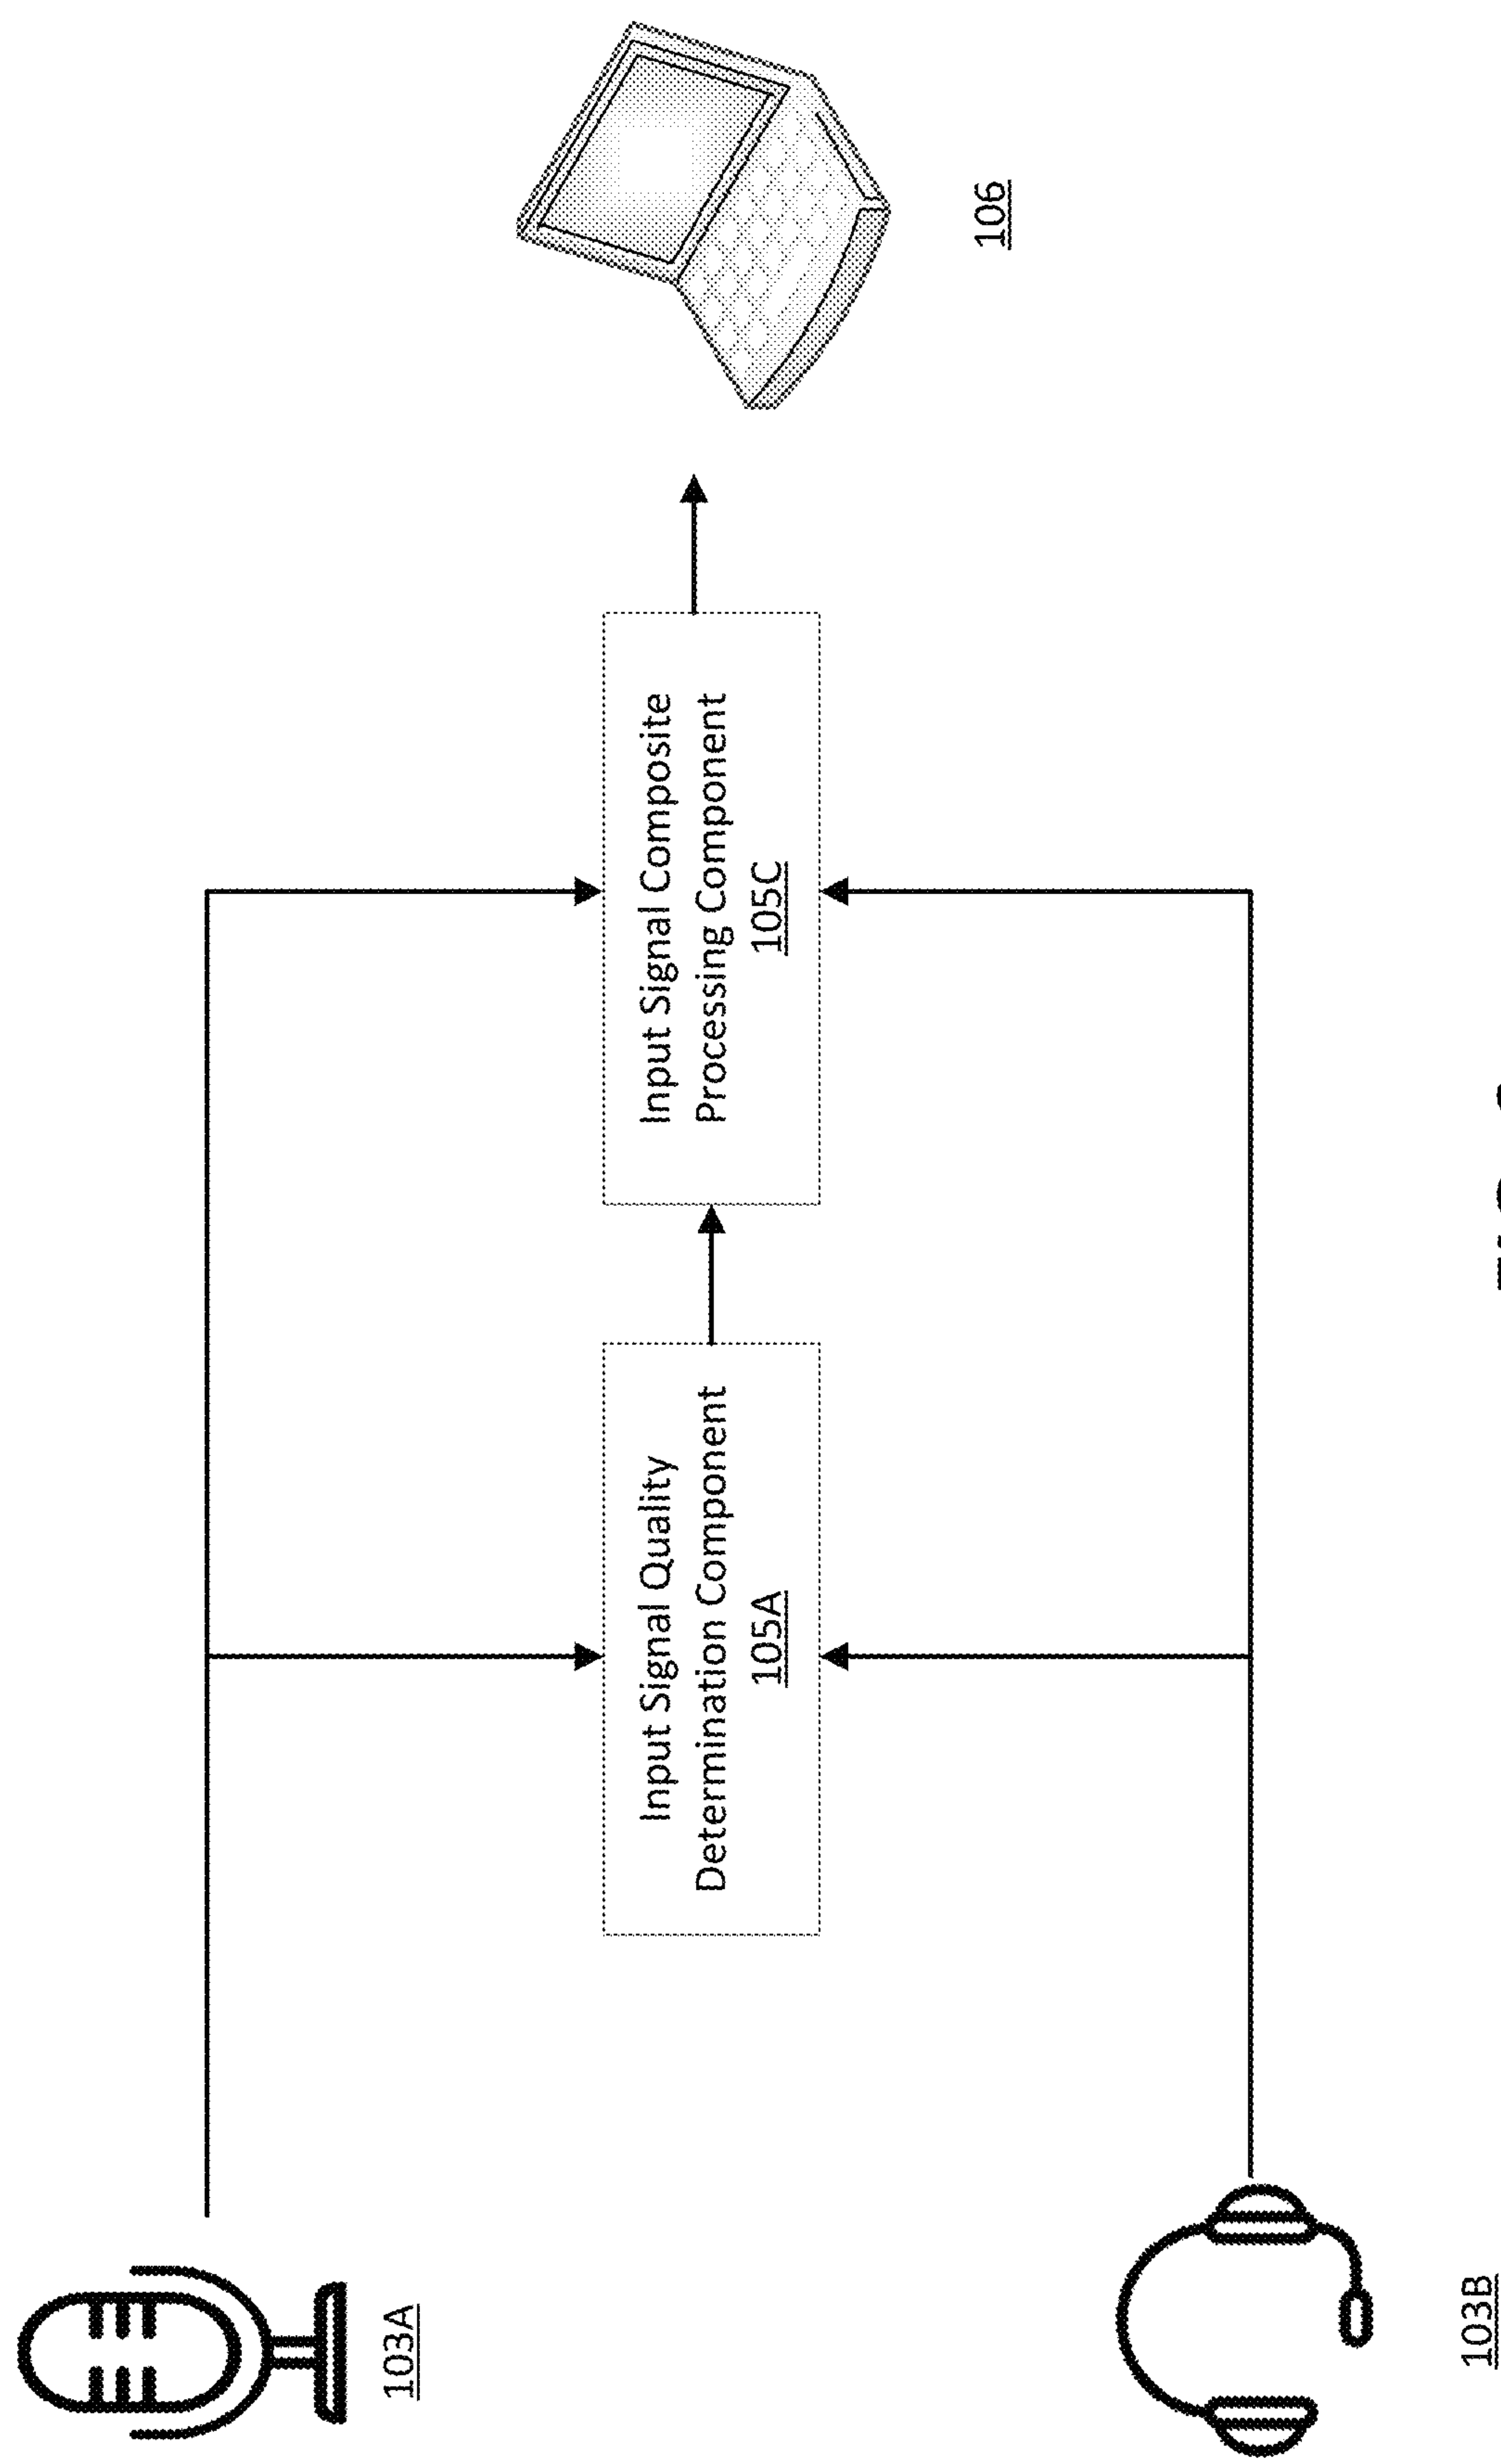 103A
103B
Input Signal Quality
Determination Component
105A
Input Signal Composite
Processing Component
105C
106